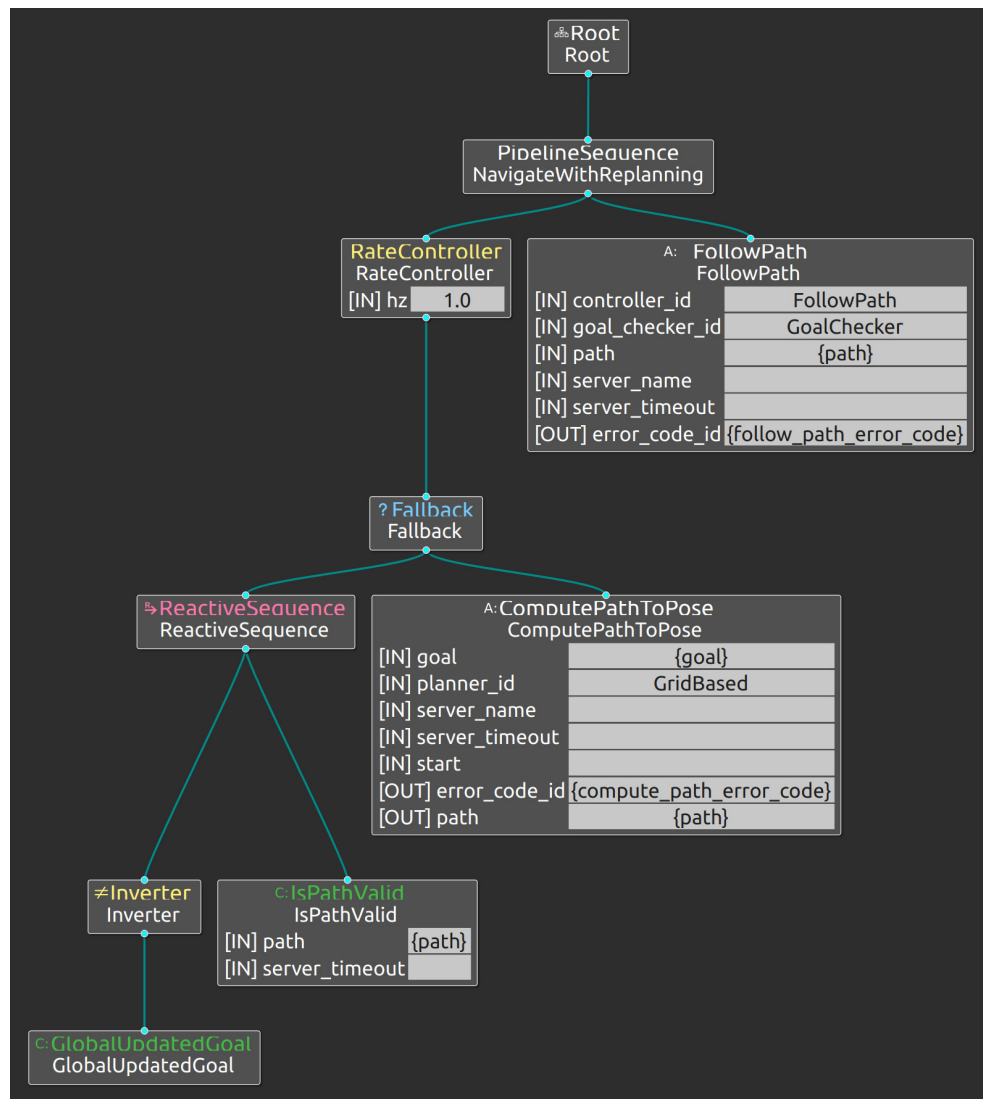 Root
Root
PipelineSequence
NavigateWithReplanning
RateController
RateController
[IN] hz 1.0
A: FollowPath
FollowPath
[IN] controller_id FollowPath
[IN] goal_checker_id GoalChecker
[IN] path {path}
[IN] server_name
[IN] server_timeout
[OUT] error_code_id {follow_path_error_code}
? Fallback
Fallback
ReactiveSequence
ReactiveSequence
A: ComputePathToPose
ComputePathToPose
[IN] goal {goal}
[IN] planner_id GridBased
[IN] server_name
[IN] server_timeout
[IN] start
[OUT] error_code_id {compute_path_error_code}
[OUT] path {path}
≠Inverter
Inverter
C: IsPathValid
IsPathValid
[IN] path {path}
[IN] server_timeout
C: GlobalUpdatedGoal
GlobalUpdatedGoal